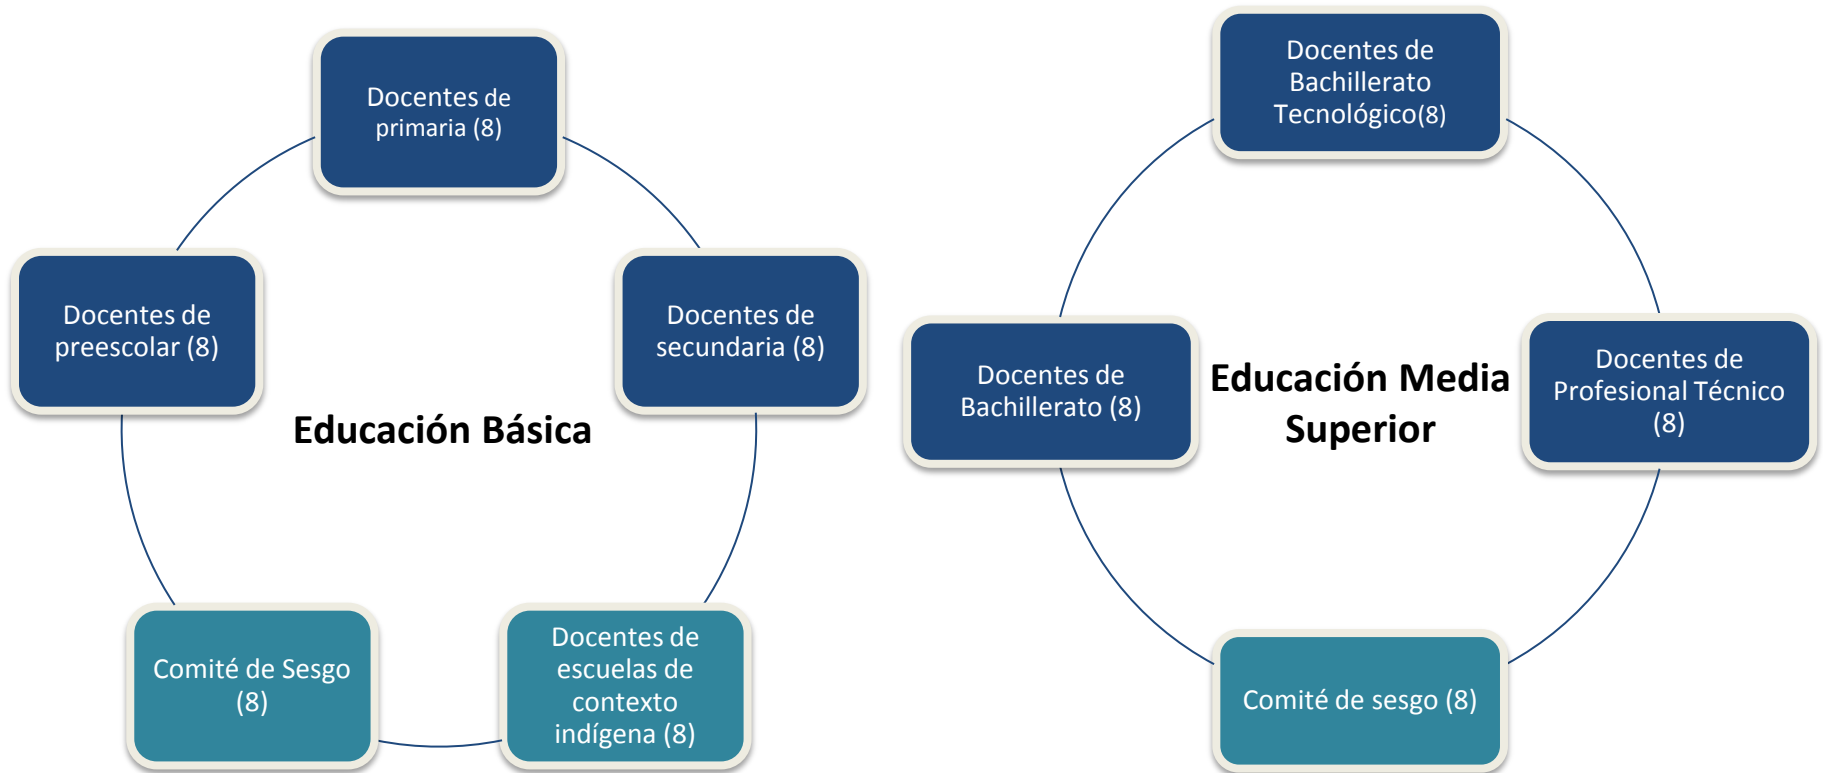 Docentes de
primaria (8)
Docentes de
preescolar (8)
Docentes de
secundaria (8)
Educación Básica
Comité de Sesgo
(8)
Docentes de
escuelas de
contexto
indígena (8)
Docentes de
Bachillerato
Tecnológico(8)
Docentes de
Bachillerato (8)
Educación Media
Superior
Docentes de
Profesional Técnico
(8)
Comité de sesgo (8)